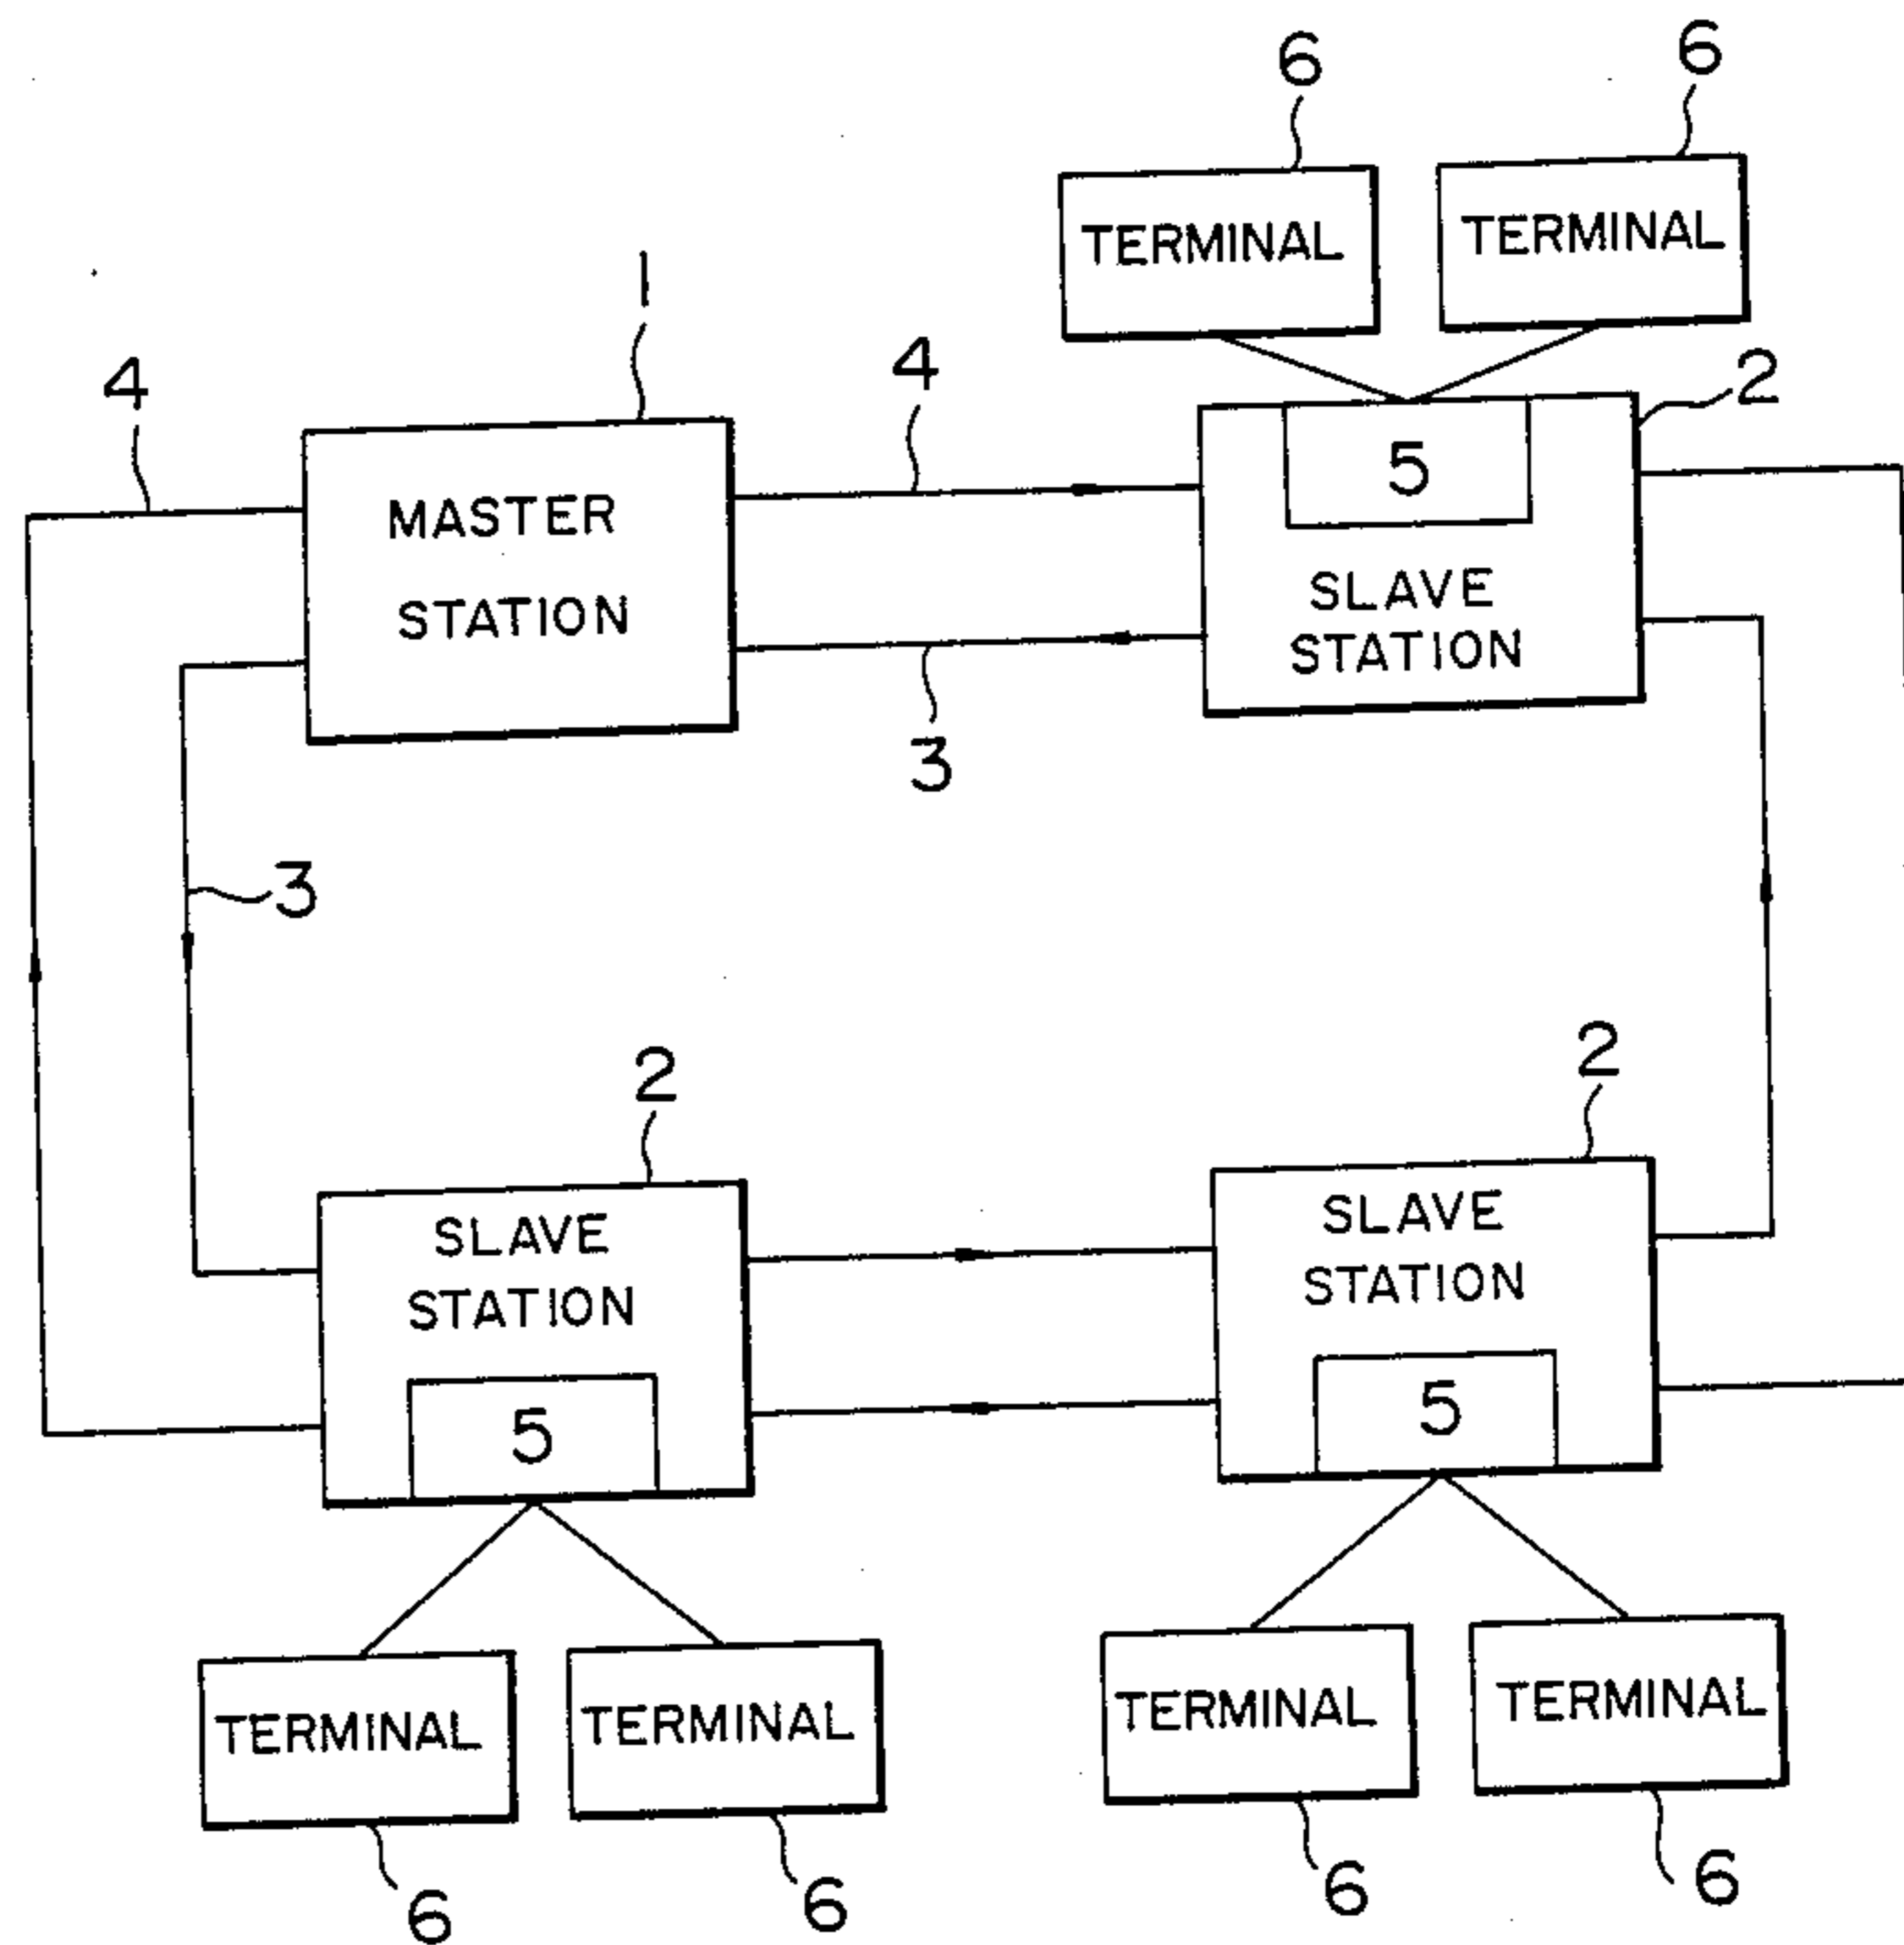 6
6
TERMINAL
TERMINAL
1
4
4
2
5
MASTER
STATION
SLAVE
STATION
3
3
2
2
SLAVE
STATION
5
SLAVE
STATION
5
TERMINAL
TERMINAL
TERMINAL
TERMINAL
6
6
6
6